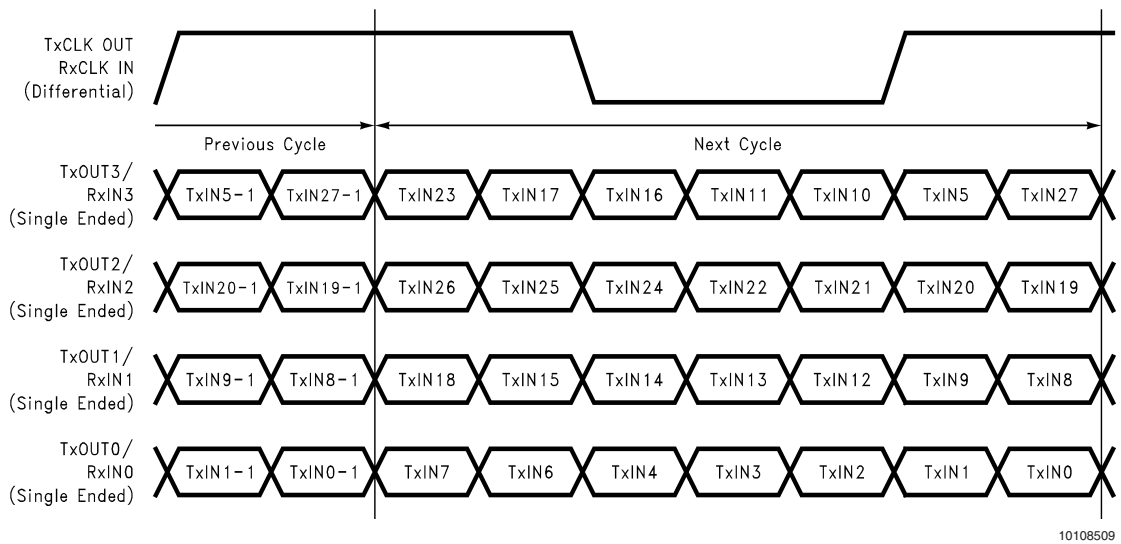 TxCLK OUT
RxCLK IN
(Differential)
Previous Cycle
Next Cycle
TxOUT3/
RxIN3
(Single Ended)
TxIN5-1 TxIN27-1 TxIN23 TxIN17 TxIN16 TxIN11 TxIN10 TxIN5 TxIN27
TxOUT2/
RxIN2
(Single Ended)
TxIN20-1 TxIN19-1 TxIN26 TxIN25 TxIN24 TxIN22 TxIN21 TxIN20 TxIN19
TxOUT1/
RxIN1
(Single Ended)
TxIN9-1 TxIN8-1 TxIN18 TxIN15 TxIN14 TxIN13 TxIN12 TxIN9 TxIN8
TxOUT0/
RxIN0
(Single Ended)
TxIN1-1 TxIN0-1 TxIN7 TxIN6 TxIN4 TxIN3 TxIN2 TxIN1 TxIN0
10108509